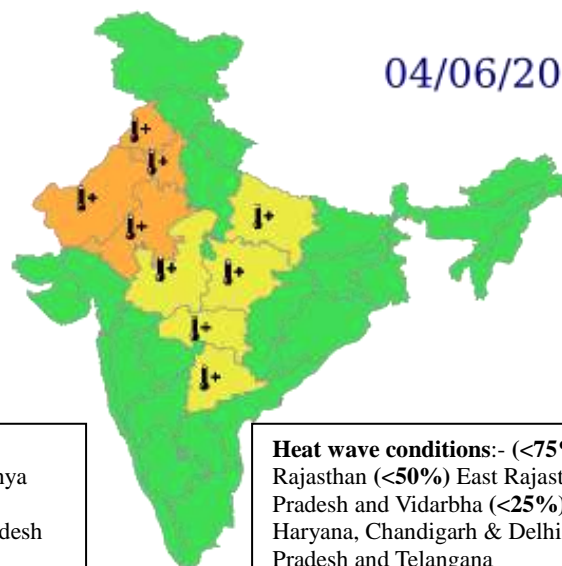 04/06/20
nya
desh
Heat wave conditions:- (<75%
Rajasthan (<50%) East Rajast
Pradesh and Vidarbha (<25%)
Haryana, Chandigarh & Delhi
Pradesh and Telangana